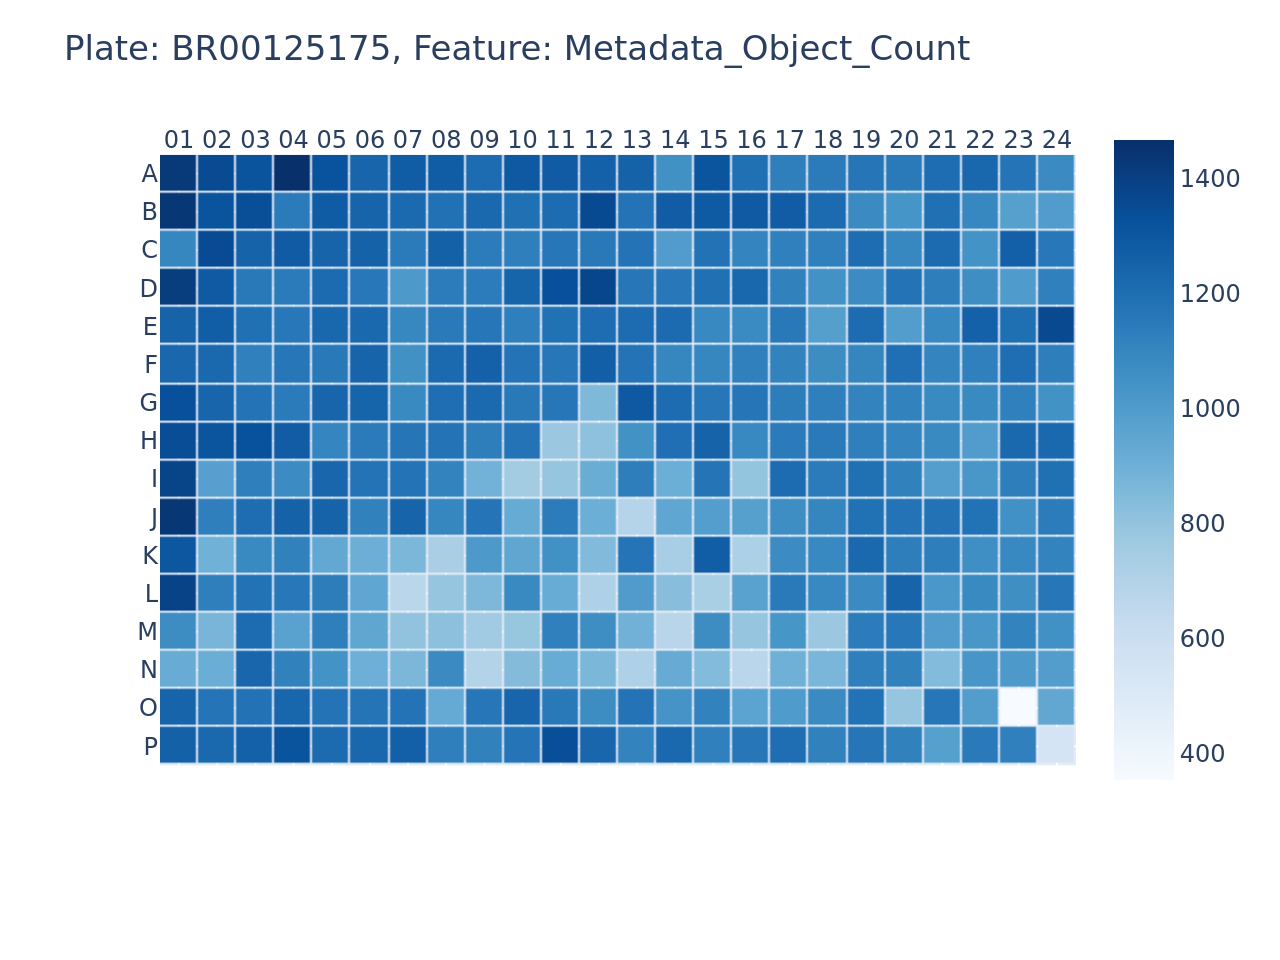 Plate: BR00125175, Feature: Metadata_Object_Count
01 02 03 04 05 06 07 08 09 10 11 12 13 14 15 16 17 18 19 20 21 22 23 24
A
B
C
D
E
F
G
H
I
J
K
L
M
N
O
P
1400
1200
1000
800
600
400